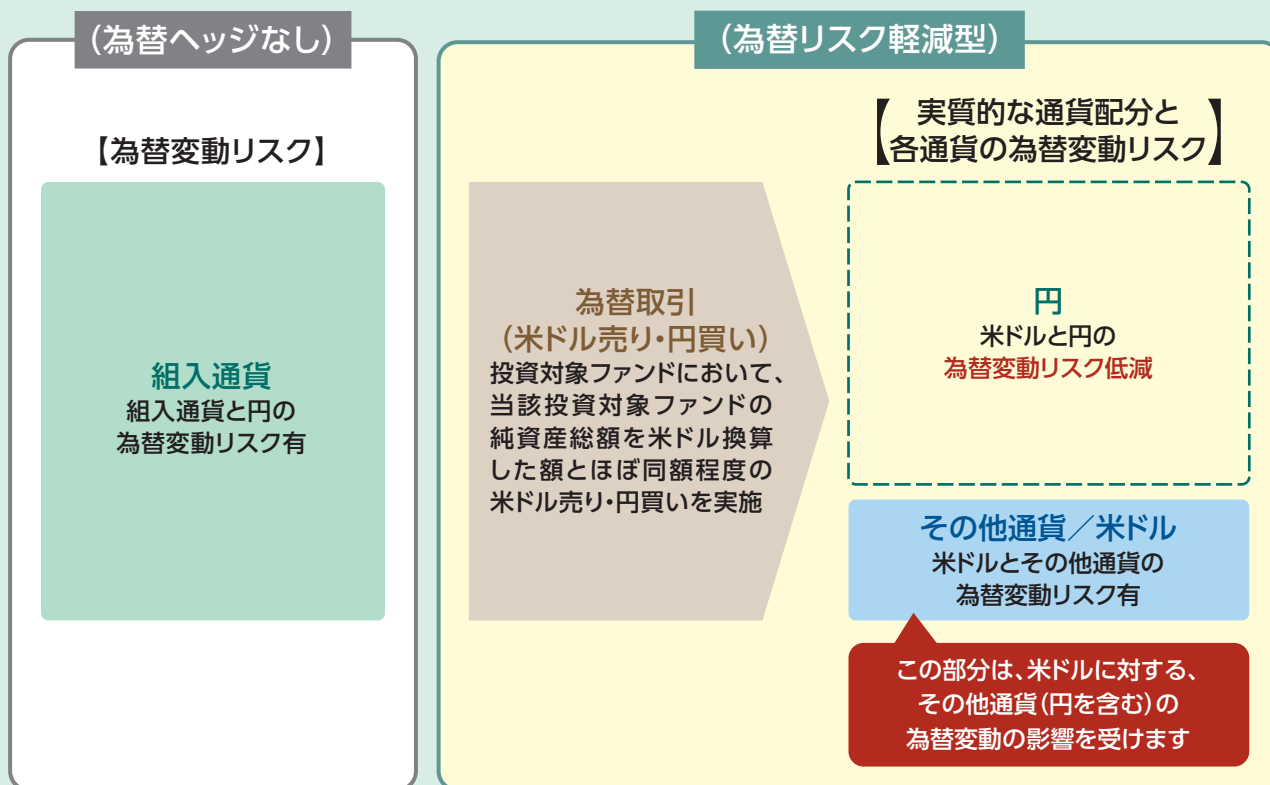 (為替ヘッジなし)
【為替変動リスク】
組入通貨
組入通貨と円の
為替変動リスク有
(為替リスク軽減型)
為替取引
(米ドル売り・円買い)
投資対象ファンドにおいて、
当該投資対象ファンドの
純資産総額を米ドル換算
した額とほぼ同額程度の
米ドル売り・円買いを実施
【実質的な通貨配分と
各通貨の為替変動リスク】
円
米ドルと円の
為替変動リスク低減
その他通貨／米ドル
米ドルとその他通貨の
為替変動リスク有
この部分は、米ドルに対する、
その他通貨(円を含む)の
為替変動の影響を受けます